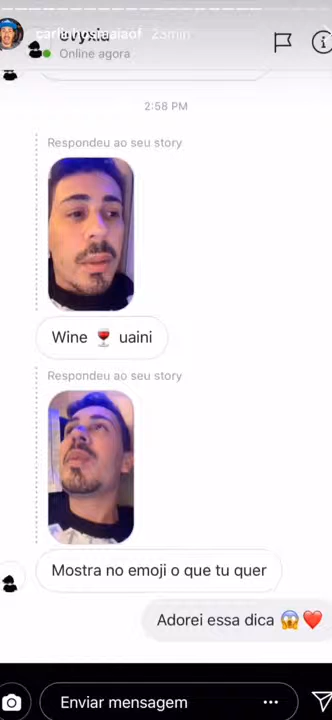 23min
Online agora
2:58 PM
Respondeu ao seu story
Wine 🍷 uaini
Respondeu ao seu story
Mostra no emoji o que tu quer
Adorei essa dica 😱❤️
Enviar mensagem